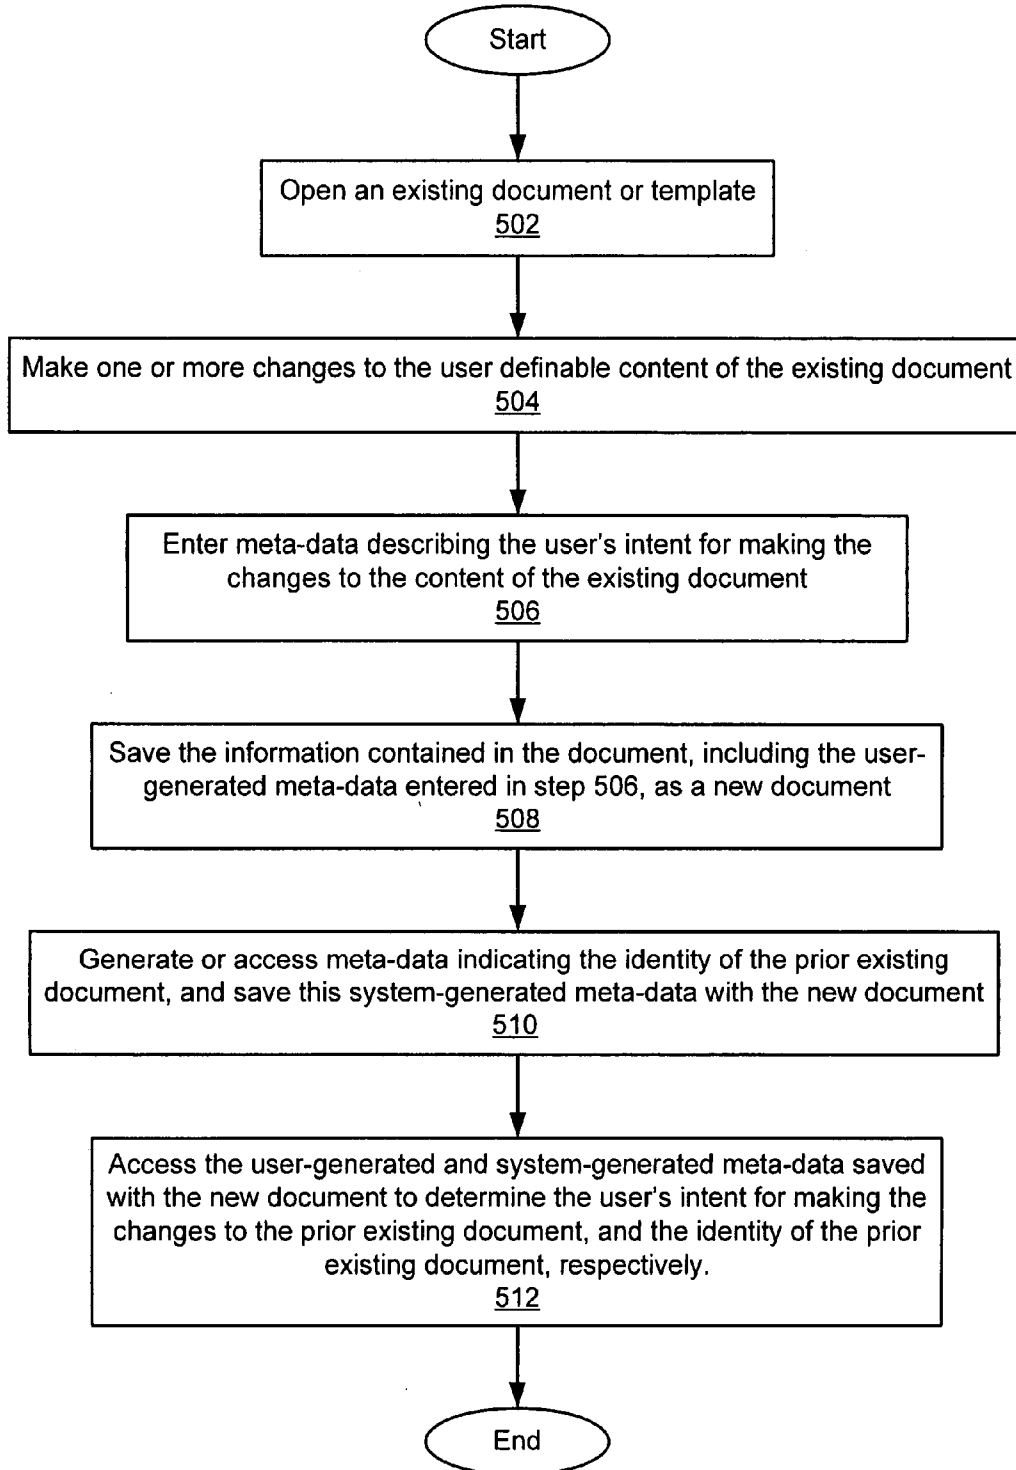 Start
Open an existing document or template
502
Make one or more changes to the user definable content of the existing document
504
Enter meta-data describing the user's intent for making the
changes to the content of the existing document
506
Save the information contained in the document, including the user-
generated meta-data entered in step 506, as a new document
508
Generate or access meta-data indicating the identity of the prior existing
document, and save this system-generated meta-data with the new document
510
Access the user-generated and system-generated meta-data saved
with the new document to determine the user's intent for making the
changes to the prior existing document, and the identity of the prior
existing document, respectively.
512
End